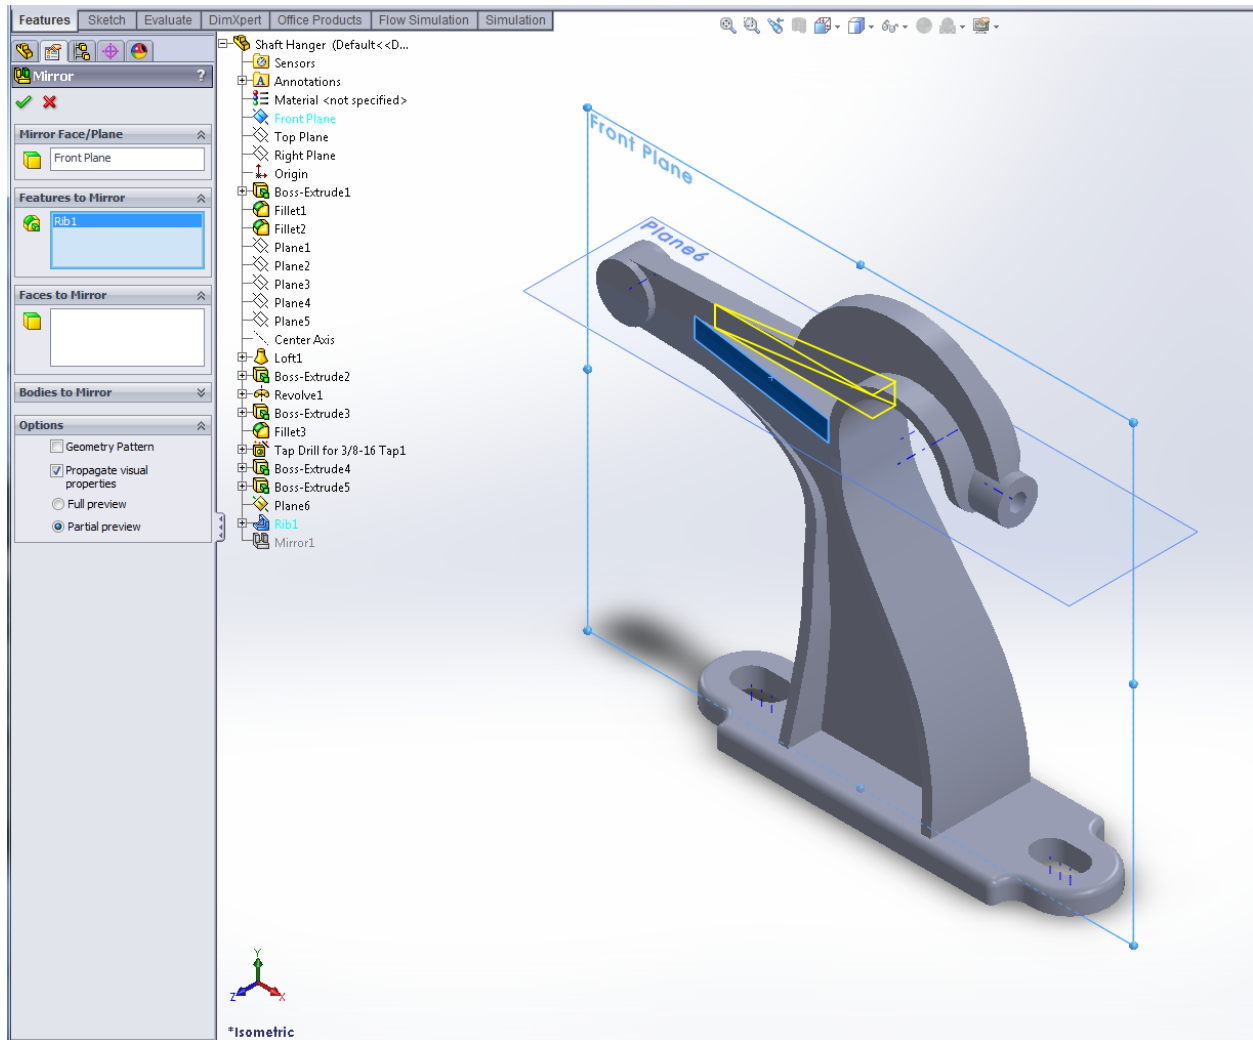 Features Sketch Evaluate DimXpert Office Products Flow Simulation Simulation
Mirror ?
Mirror Face/Plane
Front Plane
Features to Mirror
Rib1
Faces to Mirror
Bodies to Mirror
Options
Geometry Pattern
Propagate visual
properties
Full preview
Partial preview
Shaft Hanger (Default<<D...
Sensors
A Annotations
Material <not specified>
Front Plane
Top Plane
Right Plane
Origin
Boss-Extrude1
Fillet1
Fillet2
Plane1
Plane2
Plane3
Plane4
Plane5
Center Axis
Loft1
Boss-Extrude2
Revolve1
Boss-Extrude3
Fillet3
Tap Drill for 3/8-16 Tap1
Boss-Extrude4
Boss-Extrude5
Plane6
Rib1
Mirror1
Front Plane
Plane6
Y
Z X
*Isometric